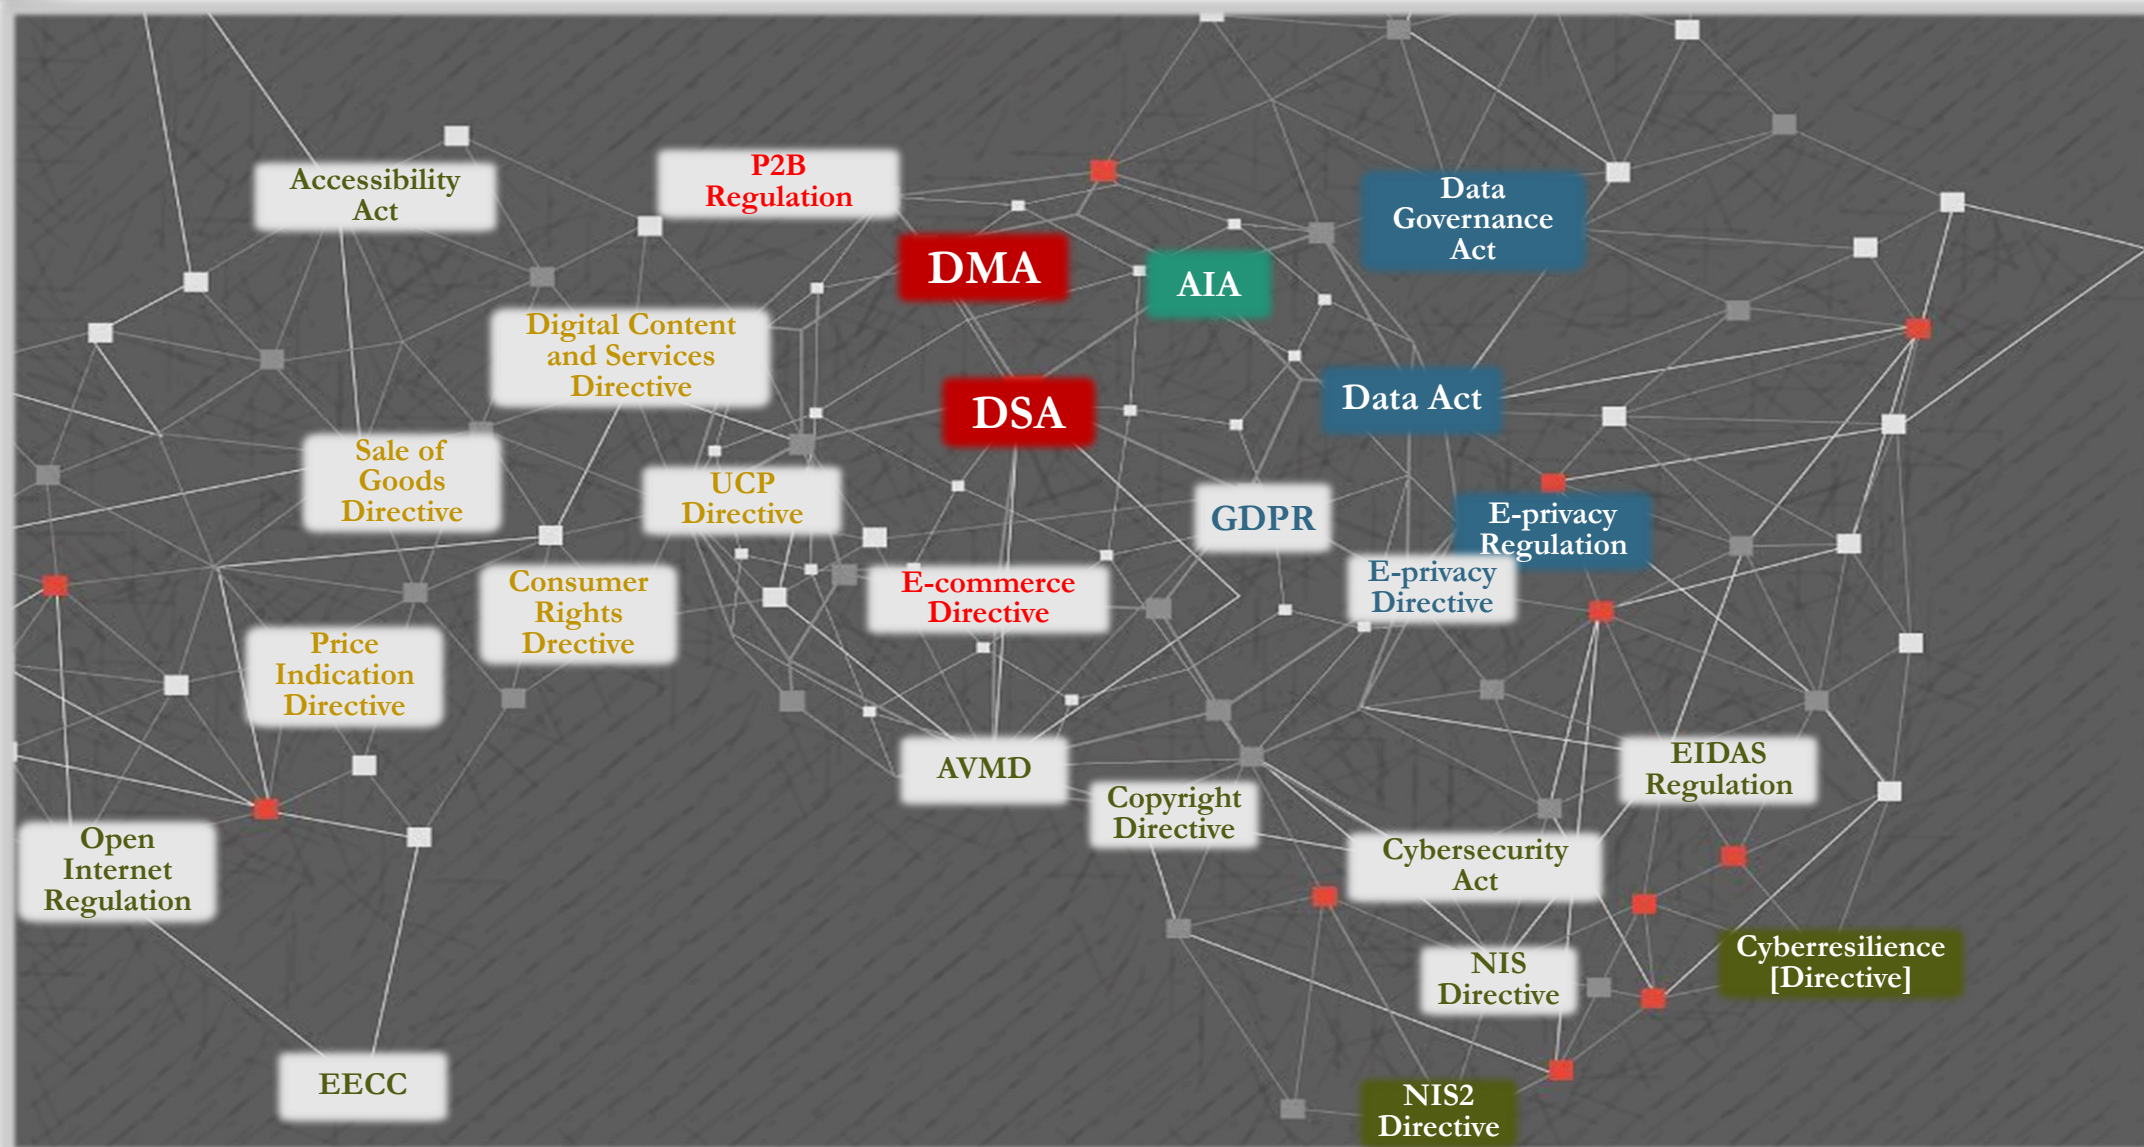 P2B
Regulation
Accessibility
Act
Data
Governance
Act
DMA
AIA
Digital Content
and Services
Directive
Data Act
DSA
Sale of
Goods
Directive
UCP
Directive
GDPR
E-privacy
Regulation
E-privacy
Directive
Consumer
Rights
Drective
E-commerce
Directive
Price
Indication
Directive
AVMD
EIDAS
Regulation
Copyright
Directive
Open
Internet
Regulation
Cybersecurity
Act
Cyberresilience
[Directive]
NIS
Directive
EECC
NIS2
Directive